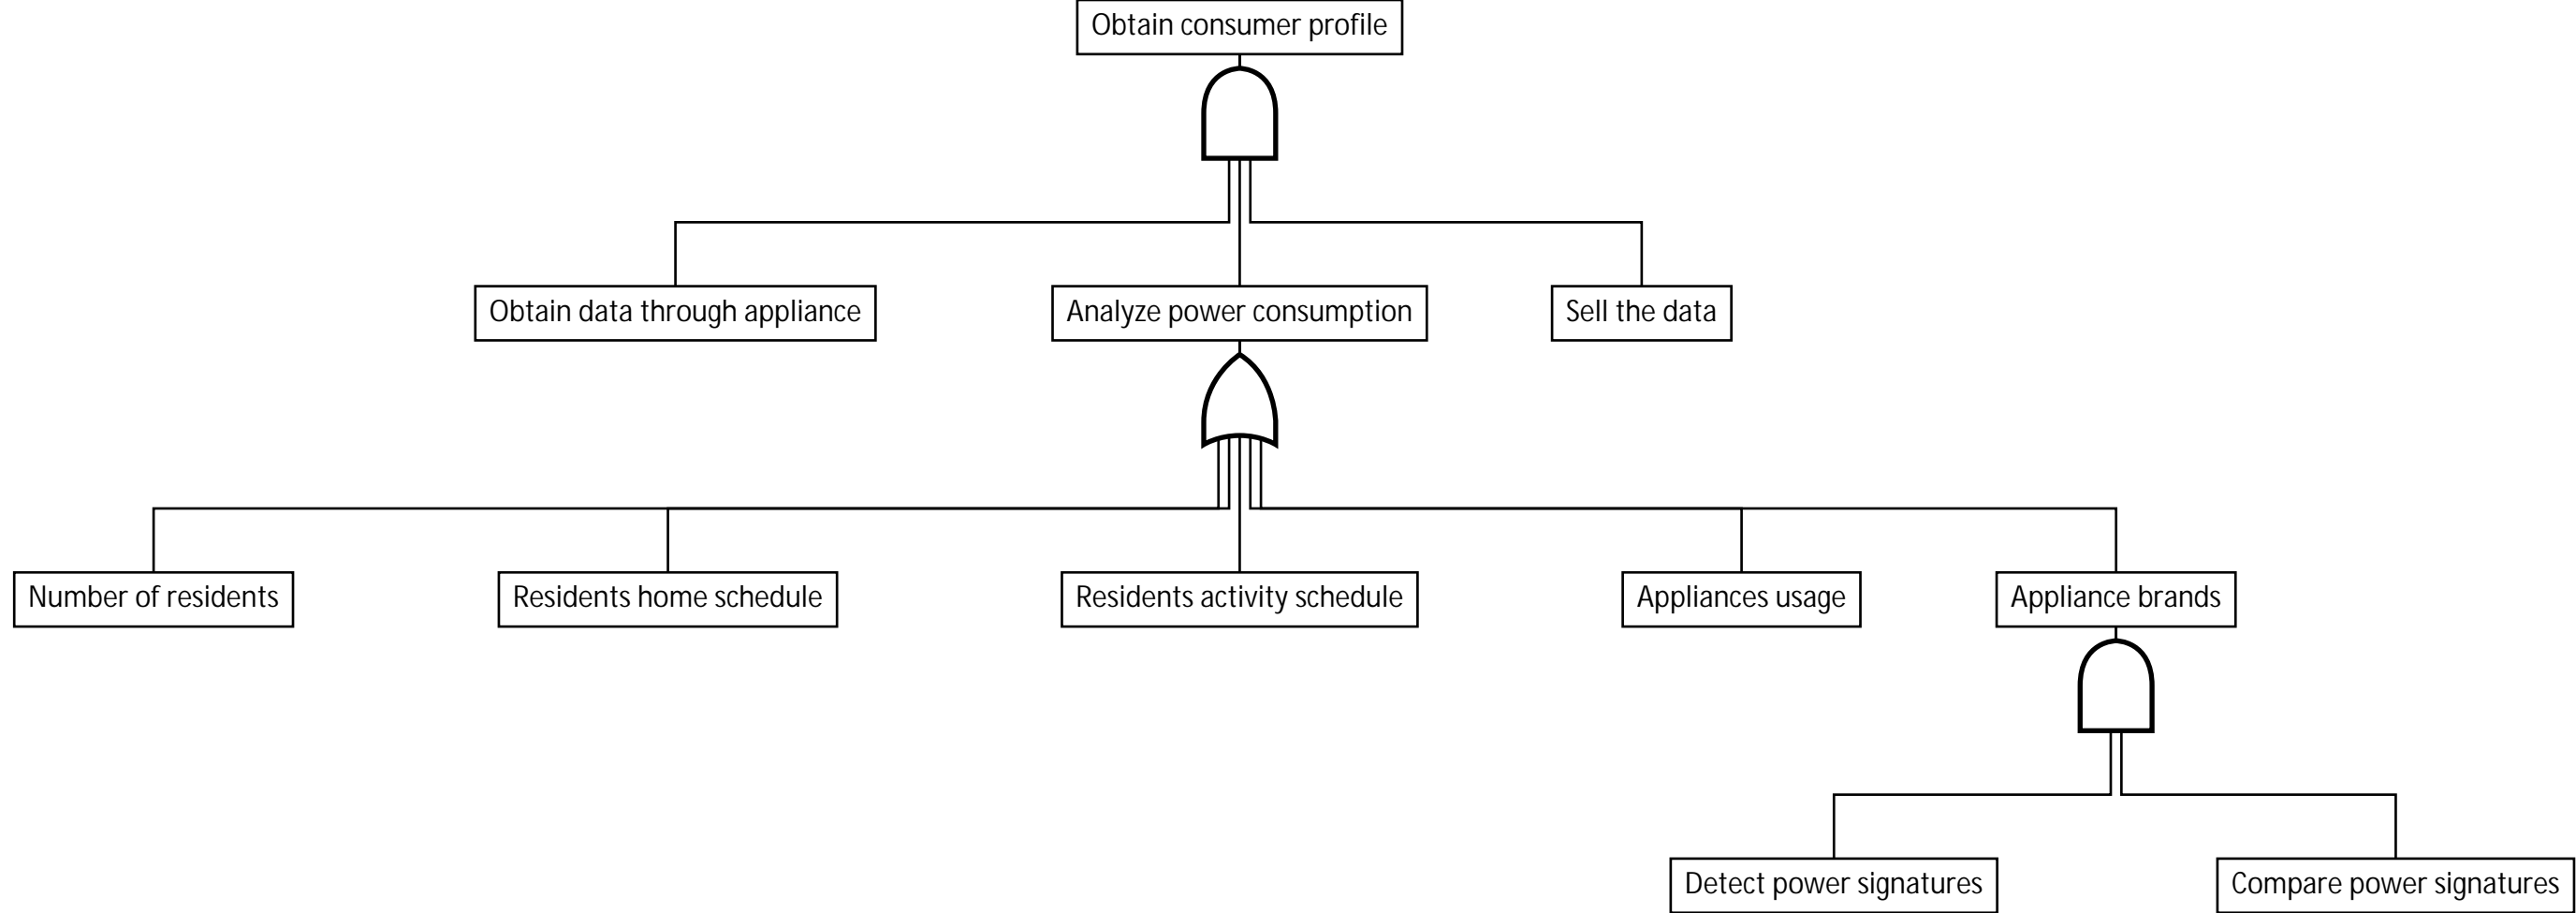 Obtain consumer profile
Obtain data through appliance
Analyze power consumption
Sell the data
Number of residents
Residents home schedule
Residents activity schedule
Appliances usage
Appliance brands
Detect power signatures
Compare power signatures